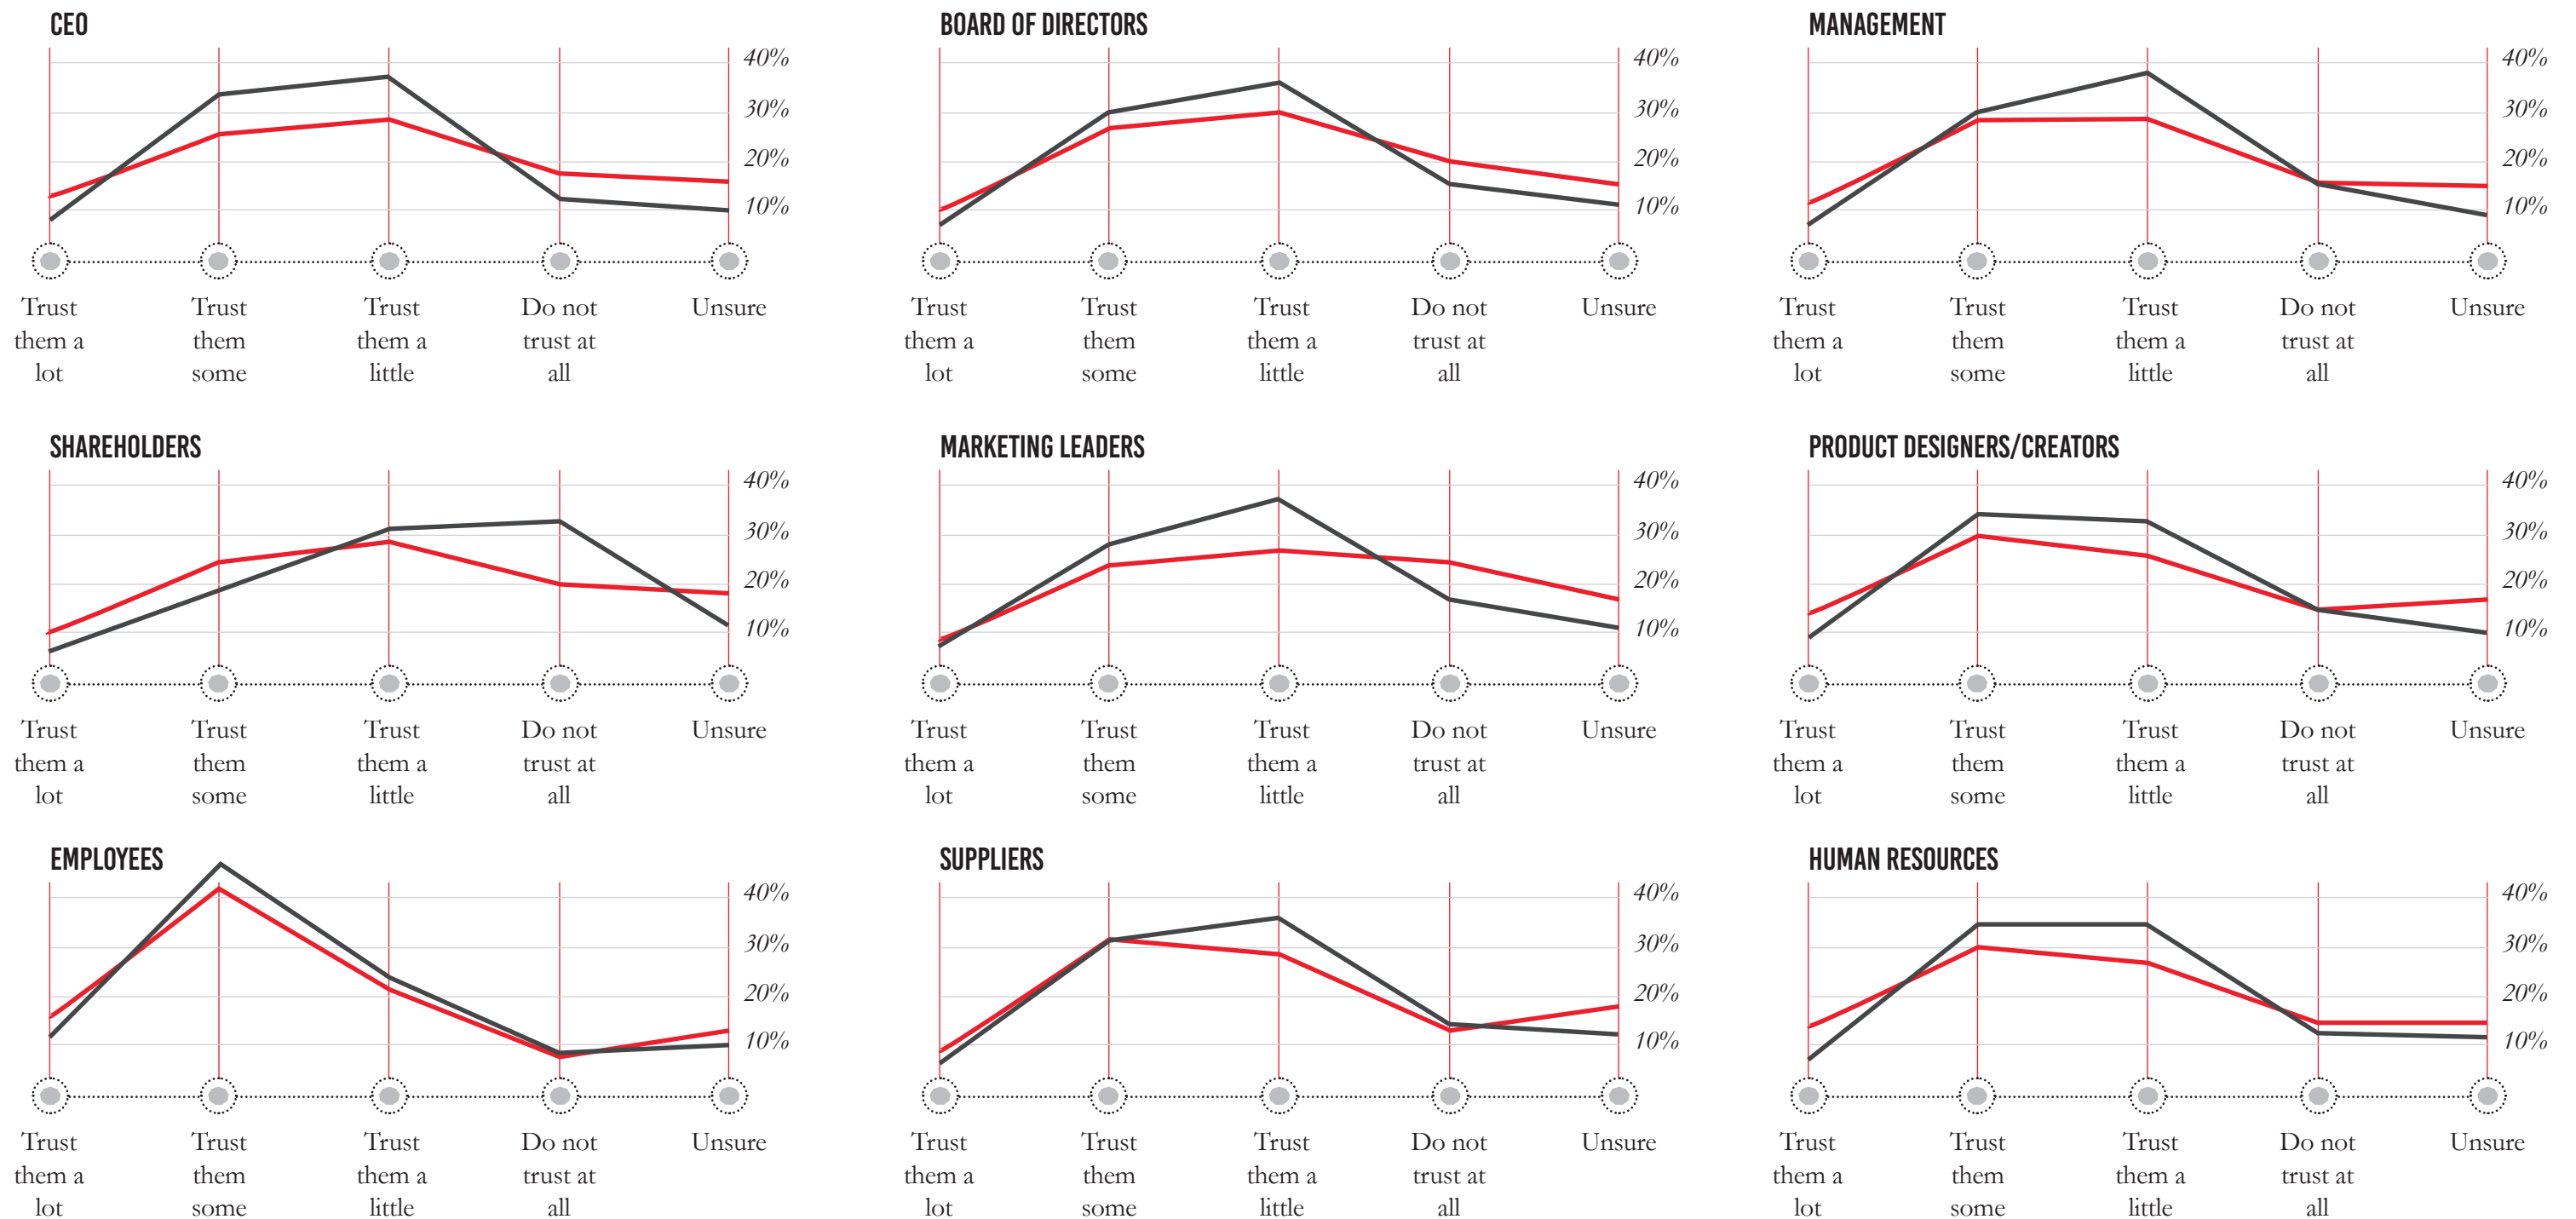 CEO
40%
30%
20%
10%
Trust
them a
lot
Trust
them
some
Trust
them a
little
Do not
trust at
all
Unsure
BOARD OF DIRECTORS
40%
30%
20%
10%
Trust
them a
lot
Trust
them
some
Trust
them a
little
Do not
trust at
all
Unsure
MANAGEMENT
40%
30%
20%
10%
Trust
them a
lot
Trust
them
some
Trust
them a
little
Do not
trust at
all
Unsure
SHAREHOLDERS
40%
30%
20%
10%
Trust
them a
lot
Trust
them
some
Trust
them a
little
Do not
trust at
all
Unsure
MARKETING LEADERS
40%
30%
20%
10%
Trust
them a
lot
Trust
them
some
Trust
them a
little
Do not
trust at
all
Unsure
PRODUCT DESIGNERS/CREATORS
40%
30%
20%
10%
Trust
them a
lot
Trust
them
some
Trust
them a
little
Do not
trust at
all
Unsure
EMPLOYEES
40%
30%
20%
10%
Trust
them a
lot
Trust
them
some
Trust
them a
little
Do not
trust at
all
Unsure
SUPPLIERS
40%
30%
20%
10%
Trust
them a
lot
Trust
them
some
Trust
them a
little
Do not
trust at
all
Unsure
HUMAN RESOURCES
40%
30%
20%
10%
Trust
them a
lot
Trust
them
some
Trust
them a
little
Do not
trust at
all
Unsure